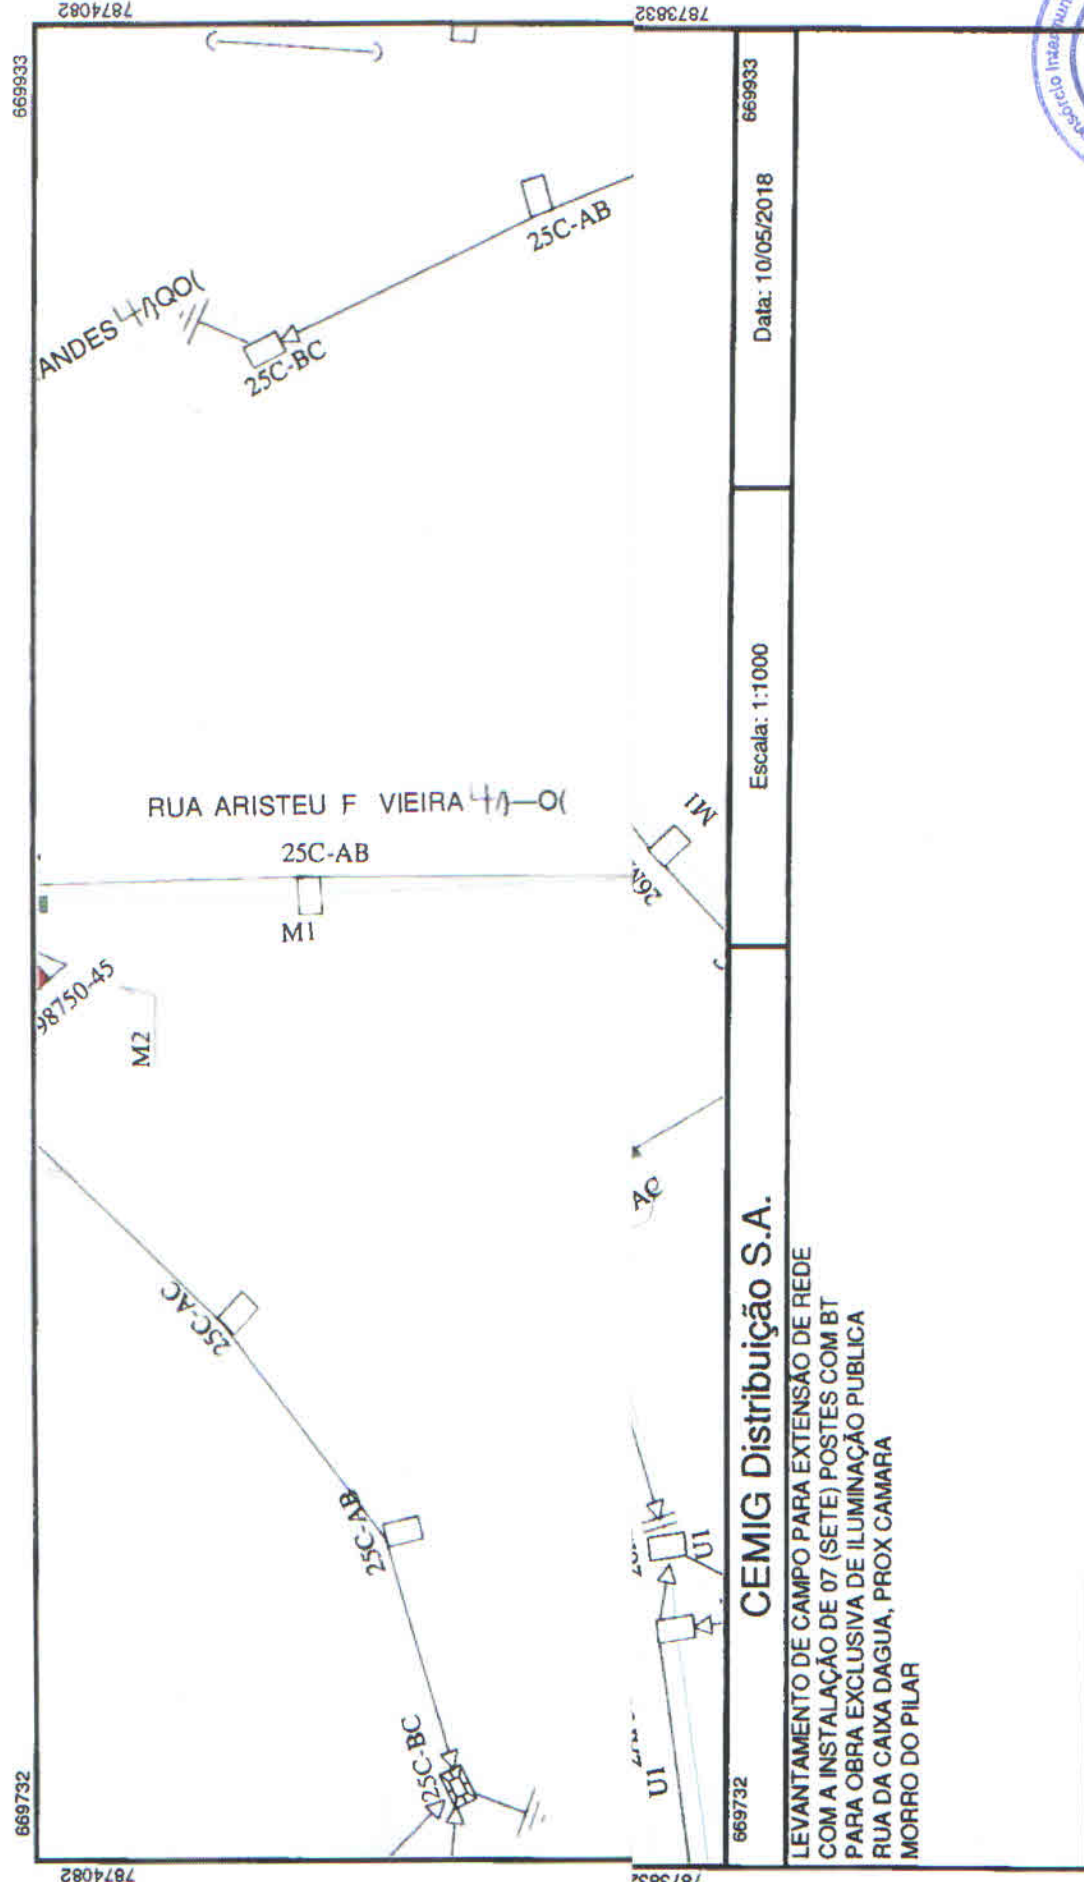 669732
669933
7874082
7874082
ANDES
25C-BC
25C-AB
RUA ARISTEU F VIEIRA
25C-AB
M1
98750-45
M2
25C-AC
25C-AB
25C-BC
7873832
M1
U1
U1
669732
CEMIG Distribuição S.A.
Escala: 1:1000
Data: 10/05/2018
669933
LEVANTAMENTO DE CAMPO PARA EXTENSÃO DE REDE
COM A INSTALAÇÃO DE 07 (SETE) POSTES COM BT
PARA OBRA EXCLUSIVA DE ILUMINAÇÃO PUBLICA
RUA DA CAIXA DAGUA, PROX CAMARA
MORRO DO PILAR